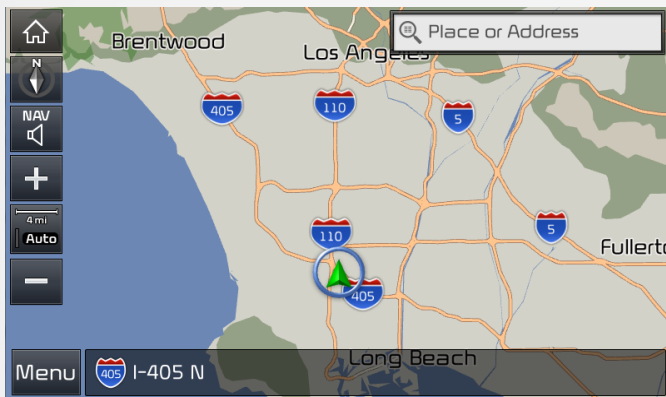 Place or Address
Brentwood
Los Angeles
N
405
110
5
NAV
4 mi
Auto
110
5
Fullerto
405
Long Beach
Menu
405 I-405 N